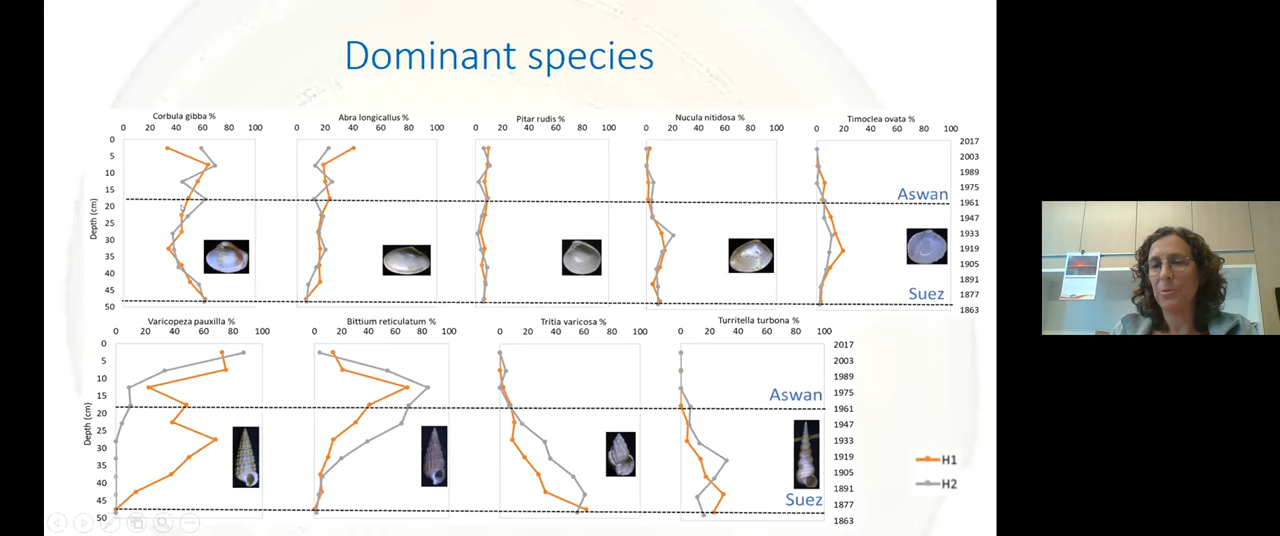 Dominant species
Corbula gibba %
Abra longicallus %
Pitar rudis %
Nucula nitidosa %
Timoclea ovata %
0 20 40 60 80 100
0 20 40 60 80 100
0 20 40 60 80 100
0 20 40 60 80 100
0 20 40 60 80 100
Depth (cm)
0
5
10
15
20
25
30
35
40
45
50
2017
2003
1989
1975
1961
1947
1933
1919
1905
1891
1877
1863
Aswan
Suez
Varicopeza pauxilla %
Bittium reticulatum %
Tritia varicosa %
Turritella turbona %
0 20 40 60 80 100
0 20 40 60 80 100
0 20 40 60 80 100
0 20 40 60 80 100
Depth (cm)
0
5
10
15
20
25
30
35
40
45
50
2017
2003
1989
1975
1961
1947
1933
1919
1905
1891
1877
1863
Aswan
Suez
H1
H2